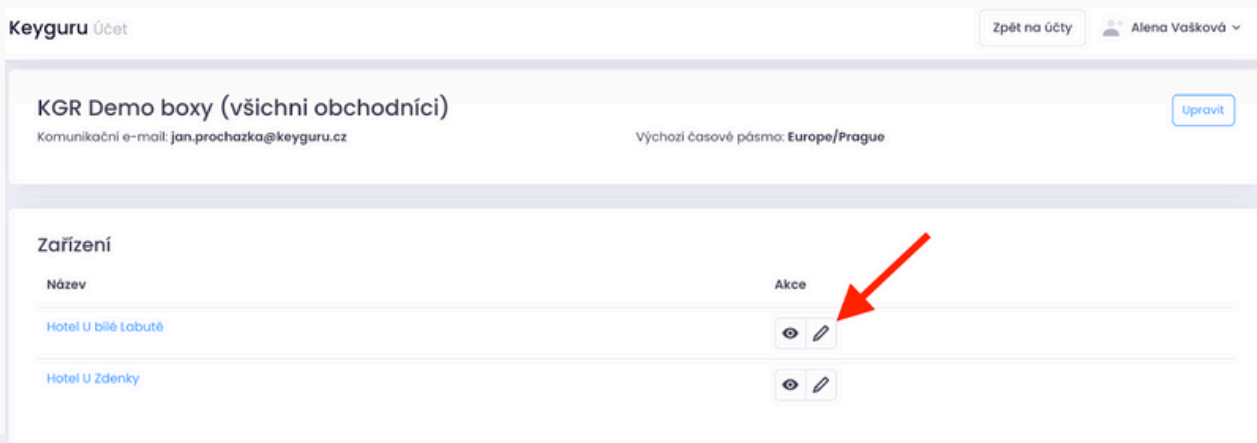 Keyguru Účet
Zpět na účty
Alena Vašková
KGR Demo boxy (všichni obchodníci)
Upravit
Komunikační e-mail: jan.prochazka@keyguru.cz
Výchozí časové pásmo: Europe/Prague
Zařízení
Název
Akce
Hotel U bílé Labutě
Hotel U Zdenky